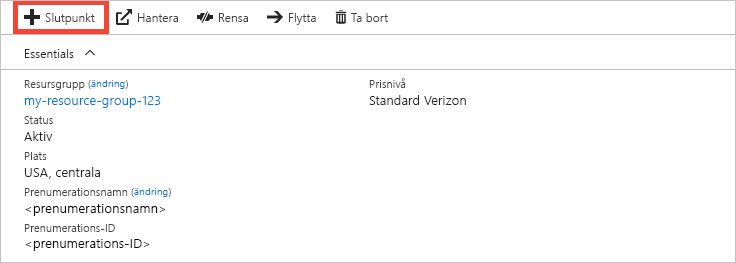 Slutpunkt Hantera Rensa Flytta Ta bort
Essentials
Resursgrupp (ändring) Prisnivå
my-resource-group-123 Standard Verizon
Status
Aktiv
Plats
USA, centrala
Prenumerationsnamn (ändring)
<prenumerationsnamn>
Prenumerations-ID
<prenumerations-ID>